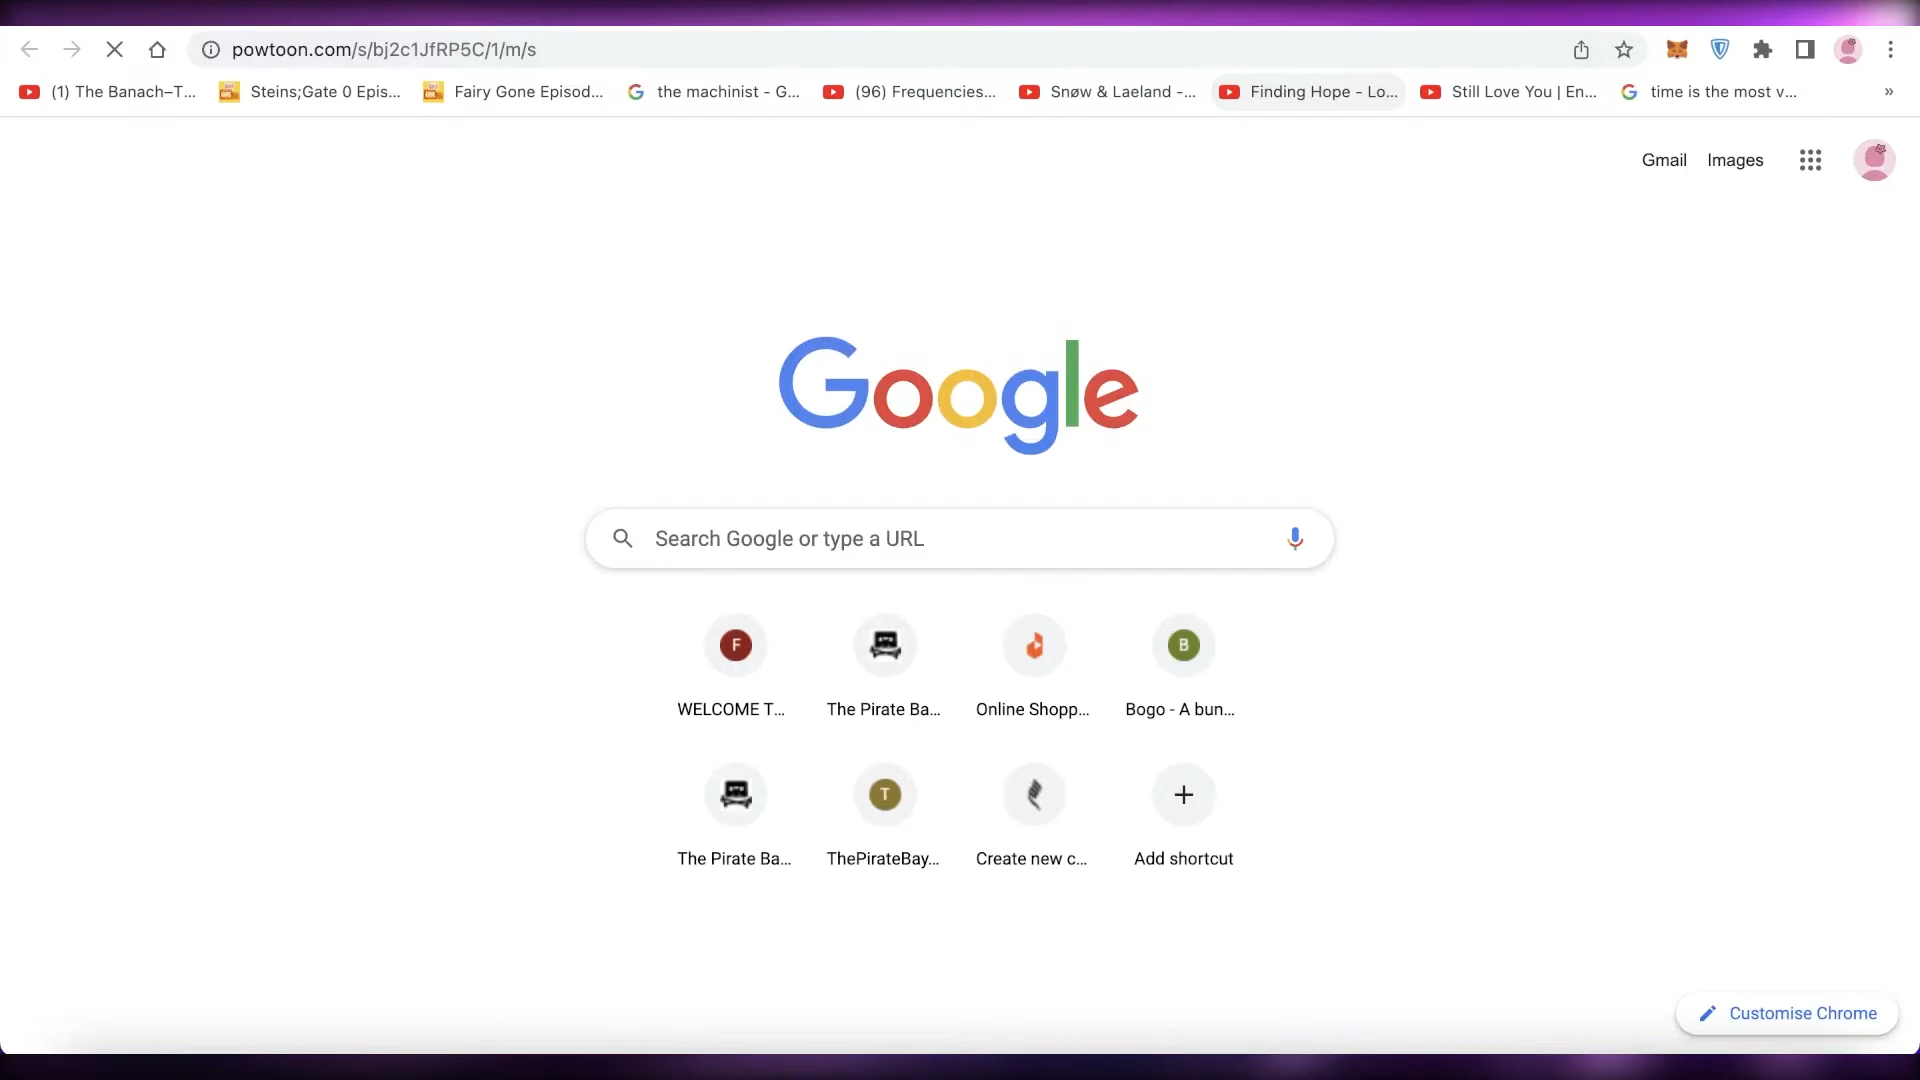 powtoon.com/s/bj2c1JfRP5C/1/m/s
(1) The Banach–T... Steins;Gate 0 Epis... Fairy Gone Episod... the machinist - G... (96) Frequencies... Snøw & Laeland -... Finding Hope - Lo... Still Love You | En... time is the most v... »
Gmail Images
Google
Search Google or type a URL
F B
WELCOME T... The Pirate Ba... Online Shopp... Bogo - A bun...
T
The Pirate Ba... ThePirateBay... Create new c... Add shortcut
Customise Chrome